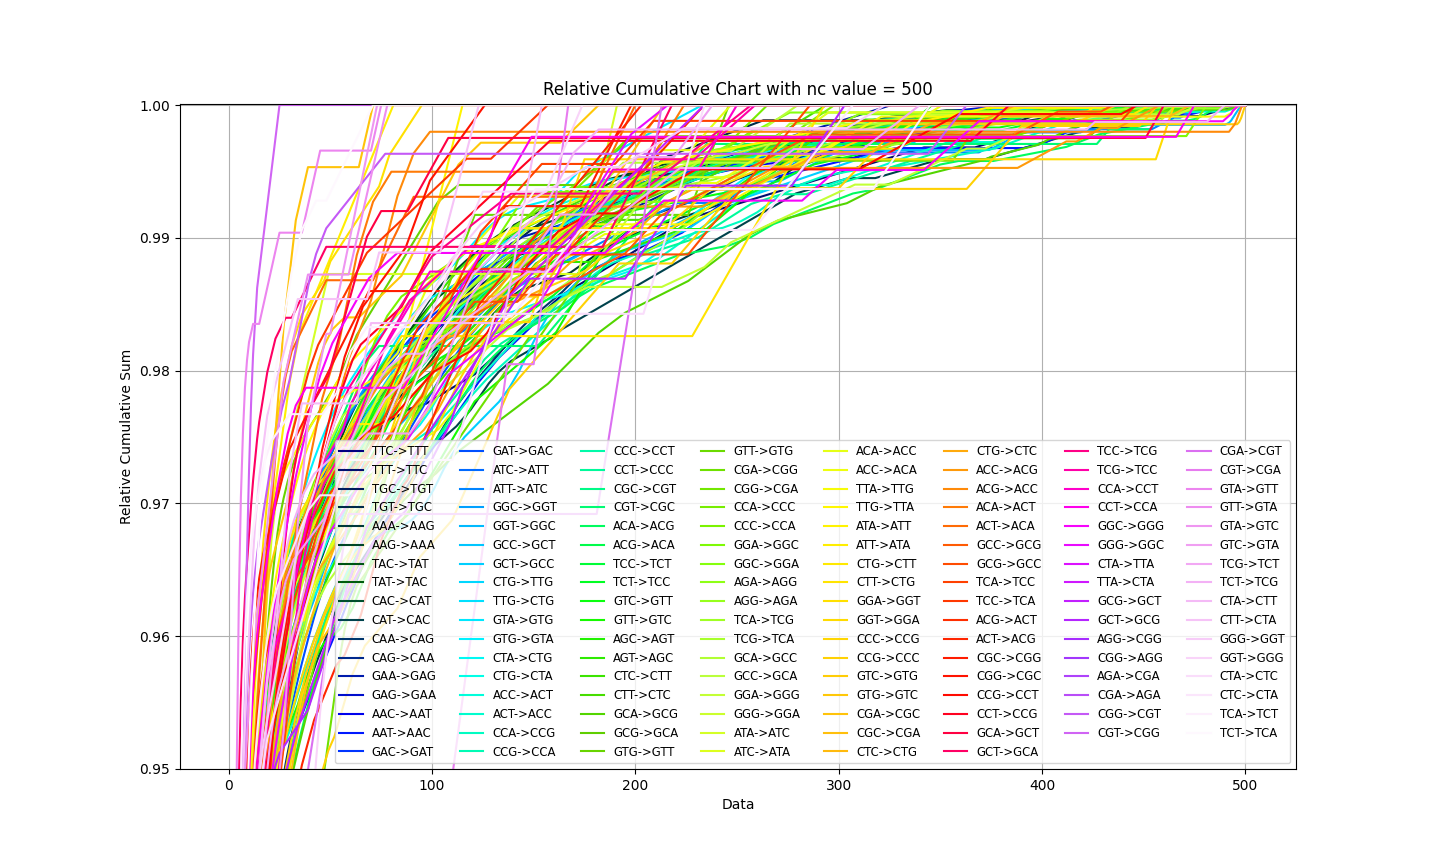 Relative Cumulative Chart with nc value = 500
1.00
0.99
0.98
0.97
0.96
0.95
Relative Cumulative Sum
TTC->TTT
TTT->TTC
TGC->TGT
TGT->TGC
AAA->AAG
AAG->AAA
TAC->TAT
TAT->TAC
CAC->CAT
CAT->CAC
CAA->CAG
CAG->CAA
GAA->GAG
GAG->GAA
AAC->AAT
AAT->AAC
GAC->GAT
GAT->GAC
ATC->ATT
ATT->ATC
GGC->GGT
GGT->GGC
GCC->GCT
GCT->GCC
CTG->TTG
TTG->CTG
GTA->GTG
GTG->GTA
CTA->CTG
CTG->CTA
ACC->ACT
ACT->ACC
CCA->CCG
CCG->CCA
CCC->CCT
CCT->CCC
CGC->CGT
CGT->CGC
ACA->ACG
ACG->ACA
TCC->TCT
TCT->TCC
GTC->GTT
GTT->GTC
AGC->AGT
AGT->AGC
CTC->CTT
CTT->CTC
GCA->GCG
GCG->GCA
GTG->GTT
GTT->GTG
CGA->CGG
CGG->CGA
CCA->CCC
CCC->CCA
GGA->GGC
GGC->GGA
AGA->AGG
AGG->AGA
TCA->TCG
TCG->TCA
GCA->GCC
GCC->GCA
GGA->GGG
GGG->GGA
ATA->ATC
ATC->ATA
ACA->ACC
ACC->ACA
TTA->TTG
TTG->TTA
ATA->ATT
ATT->ATA
CTG->CTT
CTT->CTG
GGA->GGT
GGT->GGA
CCC->CCG
CCG->CCC
GTC->GTG
GTG->GTC
CGA->CGC
CGC->CGA
CTC->CTG
CTG->CTC
ACC->ACG
ACG->ACC
ACA->ACT
ACT->ACA
GCC->GCG
GCG->GCC
TCA->TCC
TCC->TCA
ACG->ACT
ACT->ACG
CGC->CGG
CGG->CGC
CCG->CCT
CCT->CCG
GCA->GCT
GCT->GCA
TCC->TCG
TCG->TCC
CCA->CCT
CCT->CCA
GGC->GGG
GGG->GGC
CTA->TTA
TTA->CTA
GCG->GCT
GCT->GCG
AGG->CGG
CGG->AGG
AGA->CGA
CGA->AGA
CGG->CGT
CGT->CGG
CGA->CGT
CGT->CGA
GTA->GTT
GTT->GTA
GTA->GTC
GTC->GTA
TCG->TCT
TCT->TCG
CTA->CTT
CTT->CTA
GGG->GGT
GGT->GGG
CTA->CTC
CTC->CTA
TCA->TCT
TCT->TCA
0
100
200
300
400
500
Data